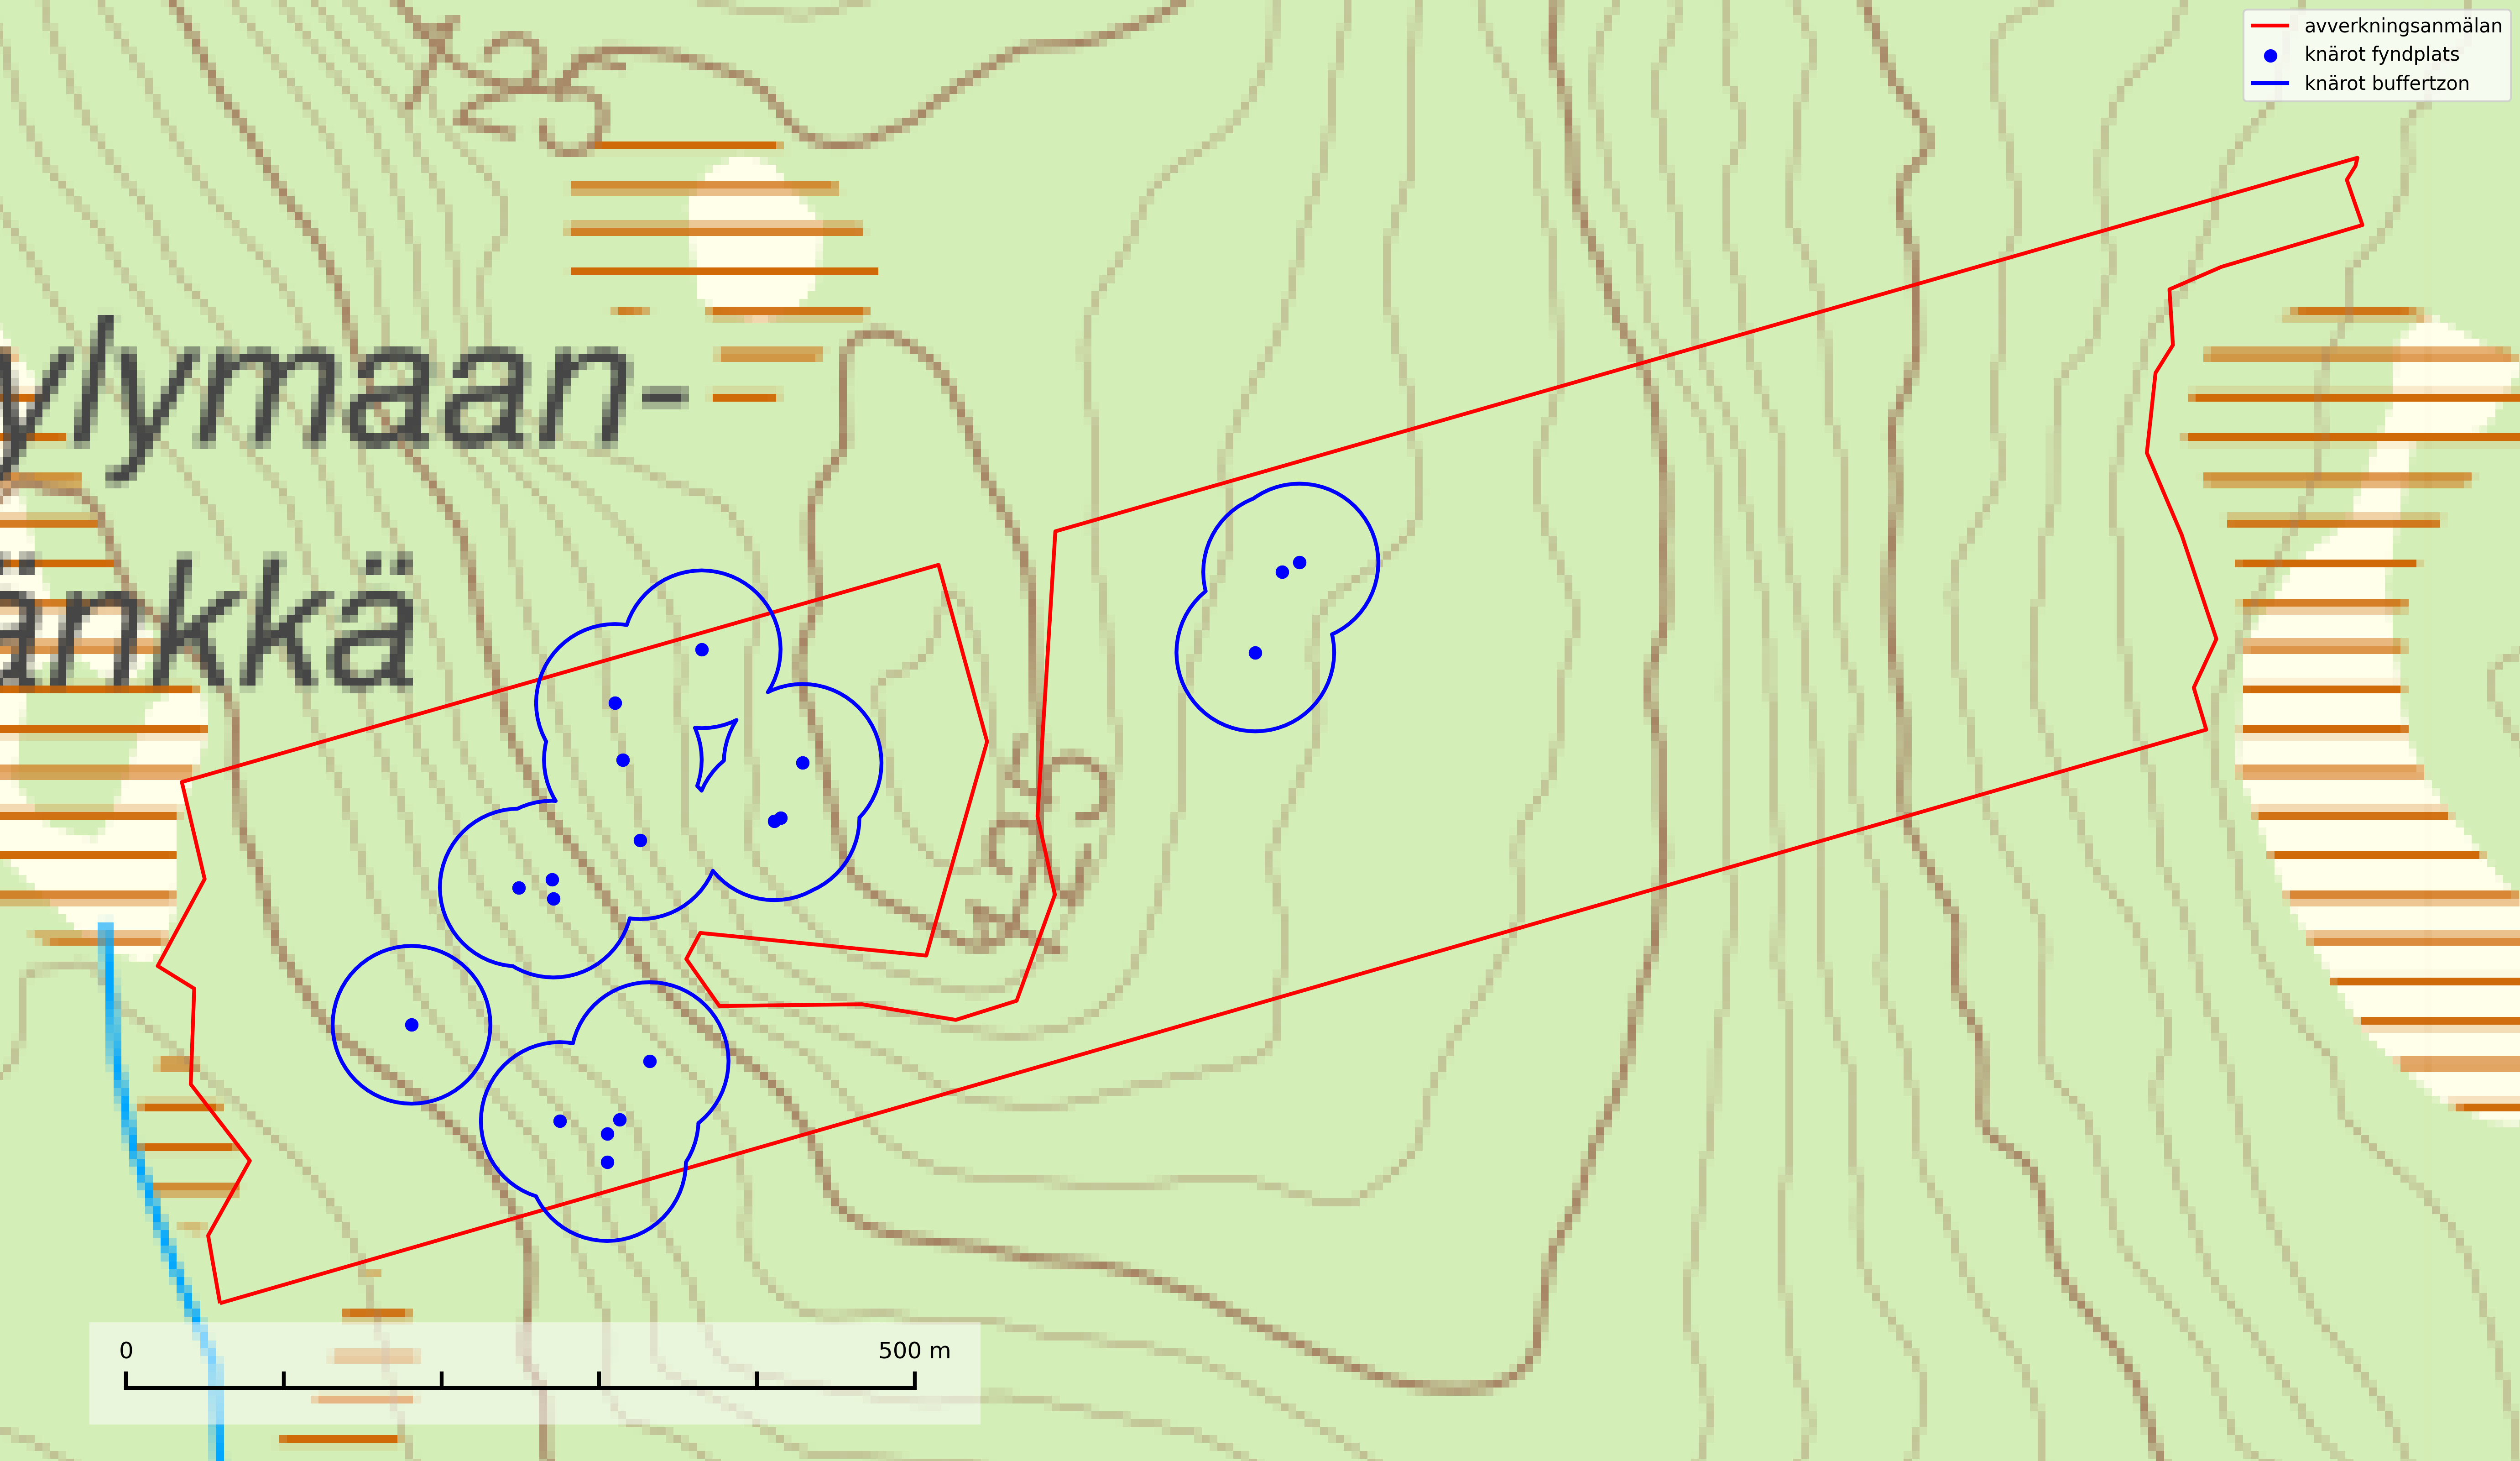 avverkningsanmälan
knärot fyndplats
knärot buffertzon
ylymaan-
änkkä
0
500 m